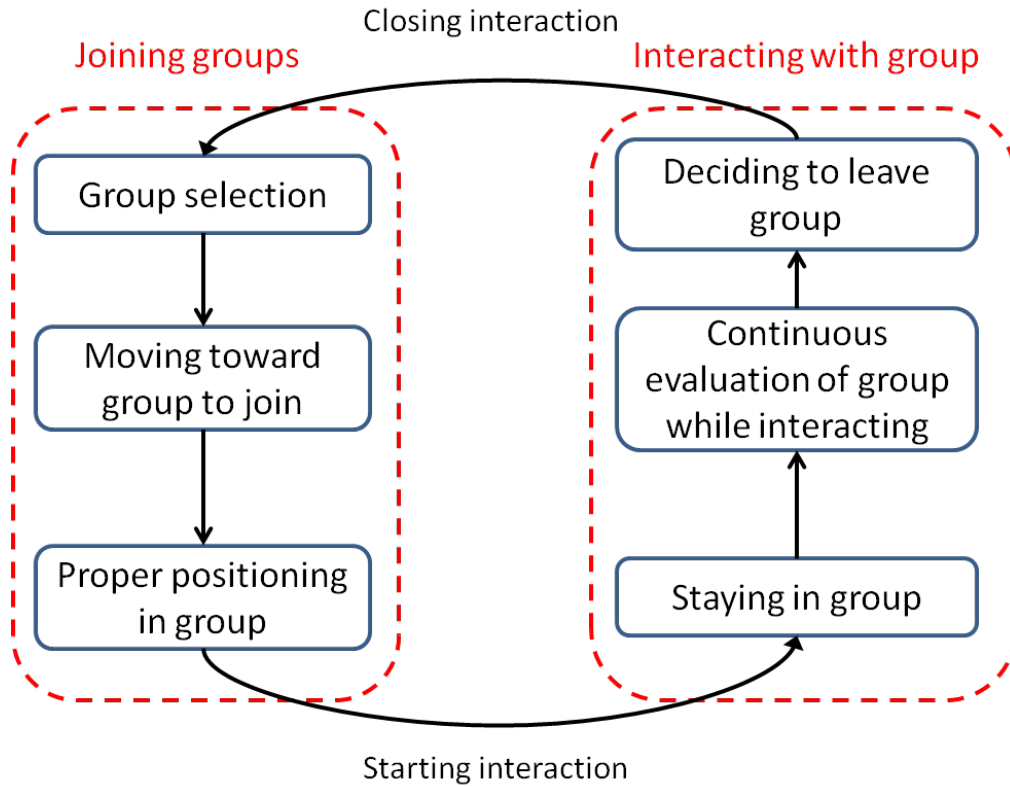 Closing interaction
Joining groups
Interacting with group
Group selection
Moving toward
group to join
Proper positioning
in group
Deciding to leave
group
Continuous
evaluation of group
while interacting
Staying in group
Starting interaction